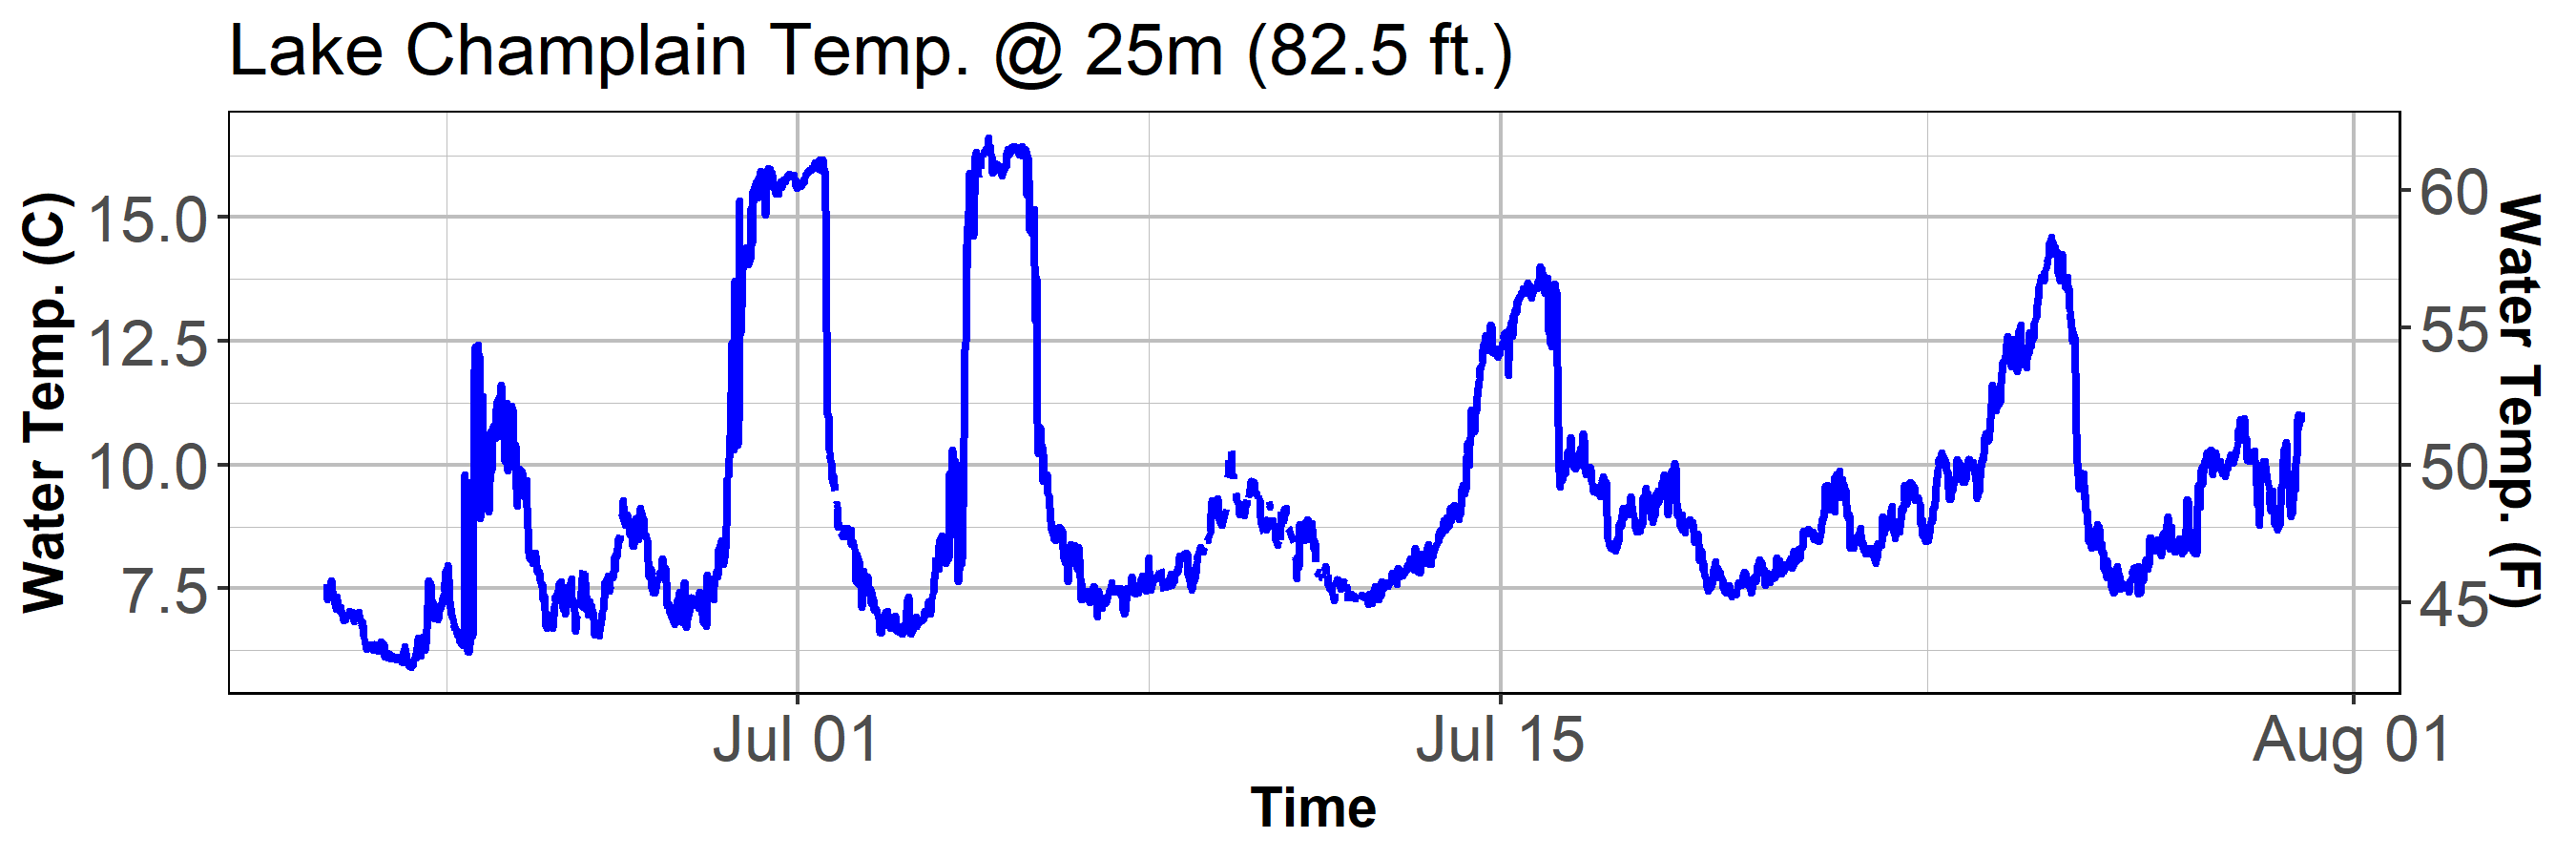 Lake Champlain Temp. @ 25m (82.5 ft.)
Water Temp. (C)
15.0
12.5
10.0
7.5
60
55
50
45
Water Temp. (F)
Jul 01
Jul 15
Aug 01
Time